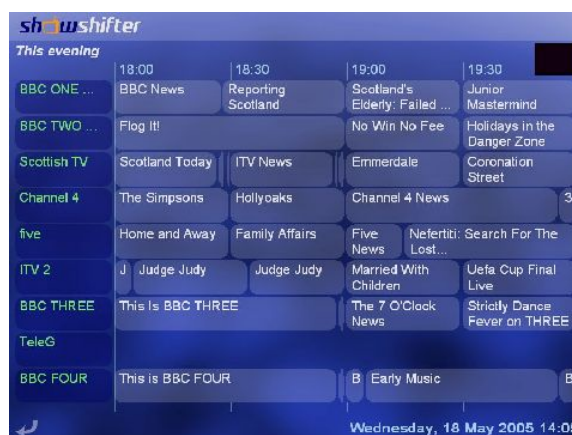 showshifter
This evening
18:00 18:30 19:00 19:30
BBC ONE ... BBC News Reporting Scotland Scotland's Elderly: Failed ... Junior Mastermind
BBC TWO ... Flog It! No Win No Fee Holidays in the Danger Zone
Scottish TV Scotland Today ITV News Emmerdale Coronation Street
Channel 4 The Simpsons Hollyoaks Channel 4 News 3
five Home and Away Family Affairs Five News Nefertiti: Search For The Lost...
ITV 2 J Judge Judy Judge Judy Married With Children Uefa Cup Final Live
BBC THREE This Is BBC THREE The 7 O'Clock News Strictly Dance Fever on THREE
TeleG
BBC FOUR This is BBC FOUR B Early Music B
Wednesday, 18 May 2005 14:09